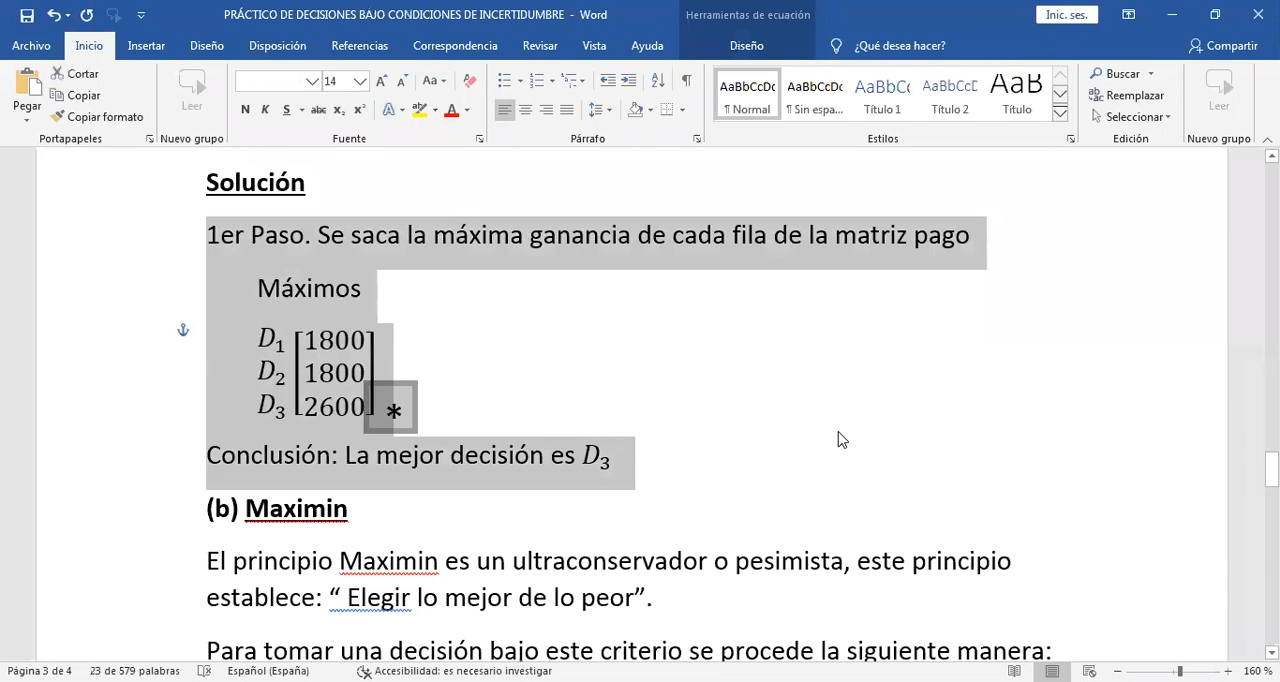 PRÁCTICO DE DECISIONES BAJO CONDICIONES DE INCERTIDUMBRE - Word
Herramientas de ecuación
Inic. ses.
Archivo Inicio Insertar Diseño Disposición Referencias Correspondencia Revisar Vista Ayuda Diseño ¿Qué desea hacer? Compartir
Pegar
Cortar
Copiar
Copiar formato
Portapapeles
Leer
Nuevo grupo
14
Aa
N K S abc x₂ x²
Fuente
Párrafo
AaBbCcDc AaBbCcDc AaBbCc AaBbCcD AaB
¶ Normal ¶ Sin espa... Título 1 Título 2 Título
Estilos
Buscar
Reemplazar
Seleccionar
Edición
Leer
Nuevo grupo
Solución
1er Paso. Se saca la máxima ganancia de cada fila de la matriz pago
Máximos
D₁ [1800]
D₂ [1800]
D₃ [2600] *
Conclusión: La mejor decisión es D₃
(b) Maximin
El principio Maximin es un ultraconservador o pesimista, este principio
establece: “ Elegir lo mejor de lo peor”.
Para tomar una decisión bajo este criterio se procede la siguiente manera:
Página 3 de 4 23 de 579 palabras Español (España) Accesibilidad: es necesario investigar 160 %